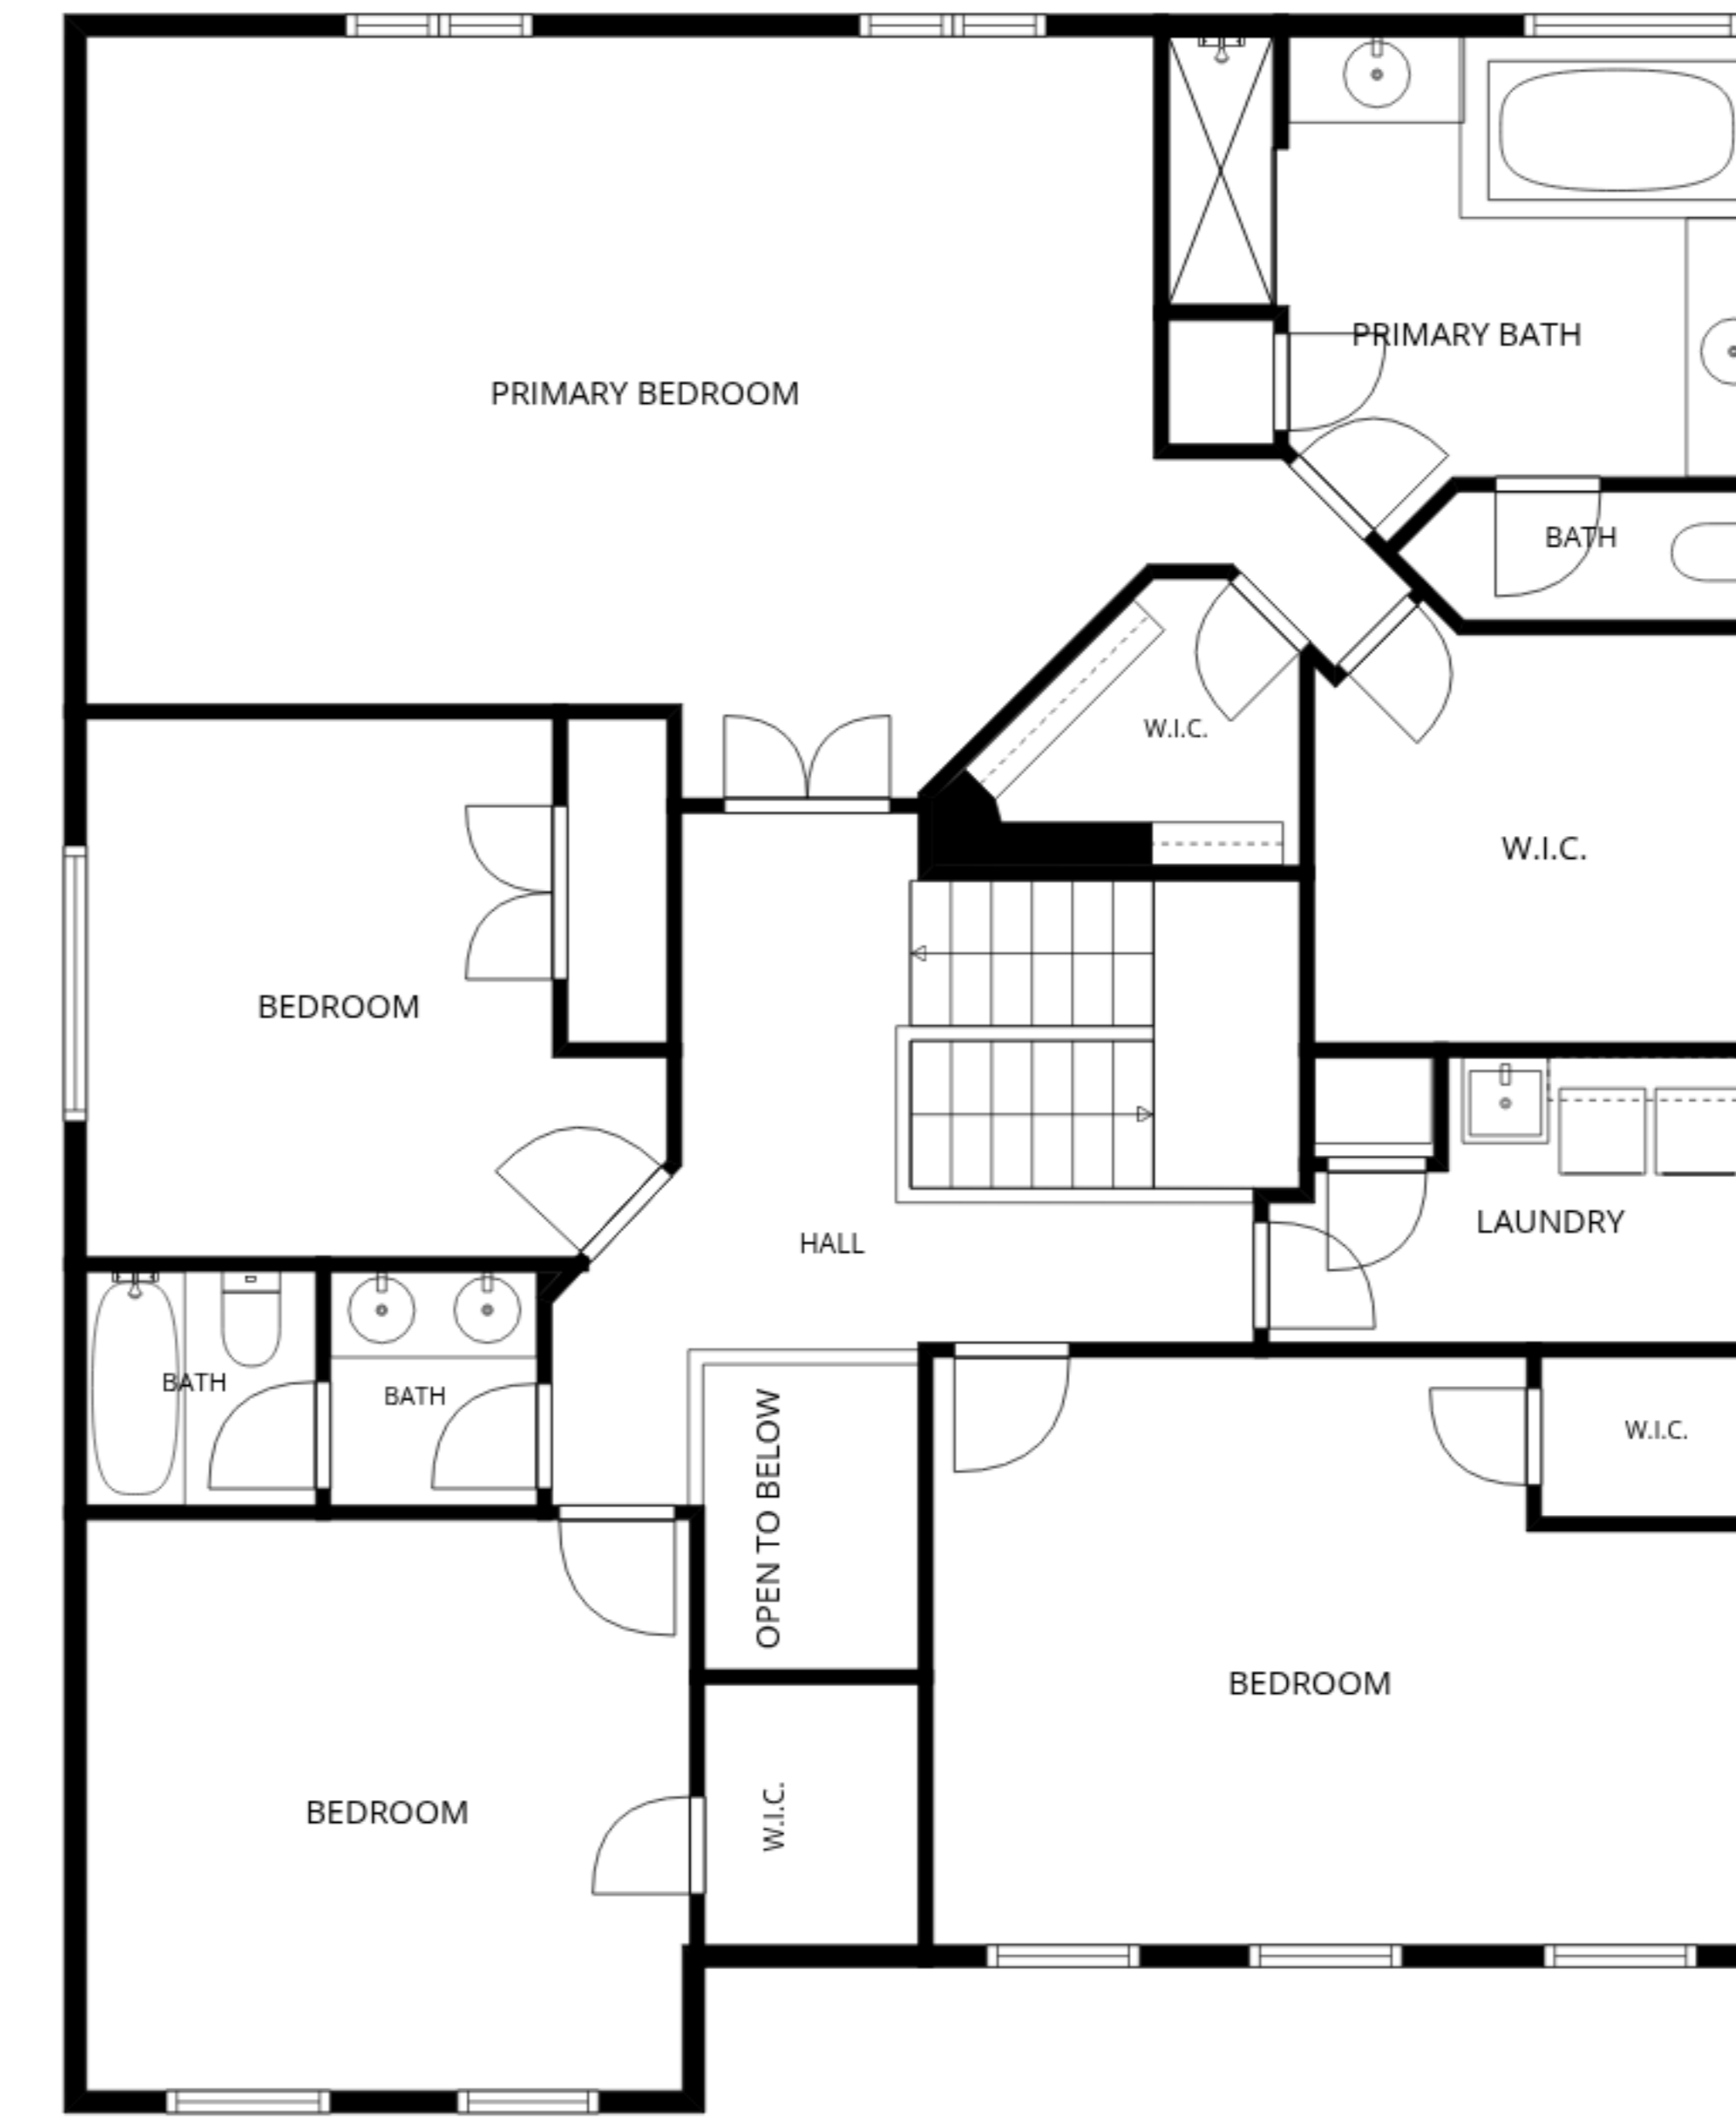 PRIMARY BATH
PRIMARY BEDROOM
BATH
W.I.C.
W.I.C.
BEDROOM
LAUNDRY
HALL
BATH
BATH
W.I.C.
OPEN TO BELOW
BEDROOM
BEDROOM
W.I.C.